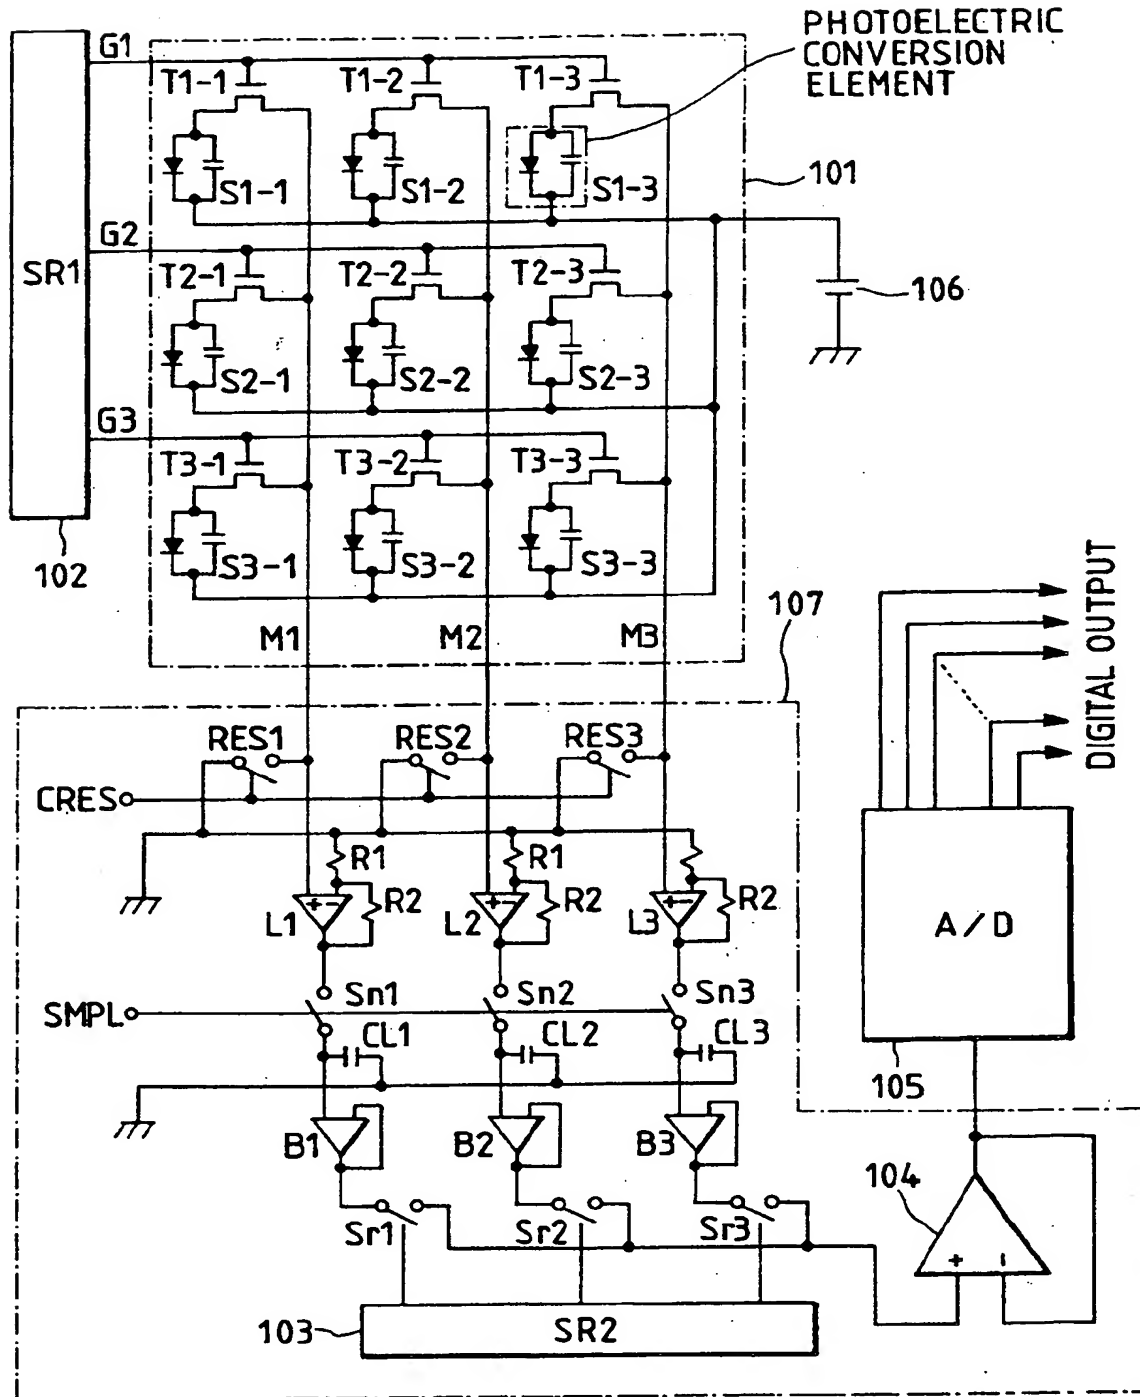 PHOTOELECTRIC
CONVERSION
ELEMENT
G1
T1-1 T1-2 T1-3
S1-1 S1-2 S1-3
101
G2
SR1
T2-1 T2-2 T2-3
106
S2-1 S2-2 S2-3
G3
T3-1 T3-2 T3-3
S3-1 S3-2 S3-3
102
107
M1 M2 M3
DIGITAL OUTPUT
RES1 RES2 RES3
CRES
R1 R1
+ - + - + -
L1 R2 L2 R2 L3 R2
A/D
SMPL
Sn1 Sn2 Sn3
CL1 CL2 CL3
105
B1 B2 B3
104
Sr1 Sr2 Sr3
+ -
103
SR2